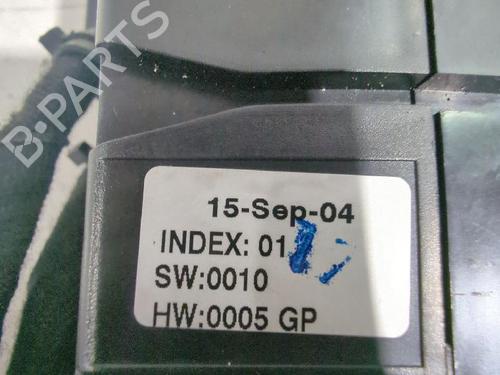 B-PARTS
15-Sep-04
INDEX: 01
SW:0010
HW:0005 GP